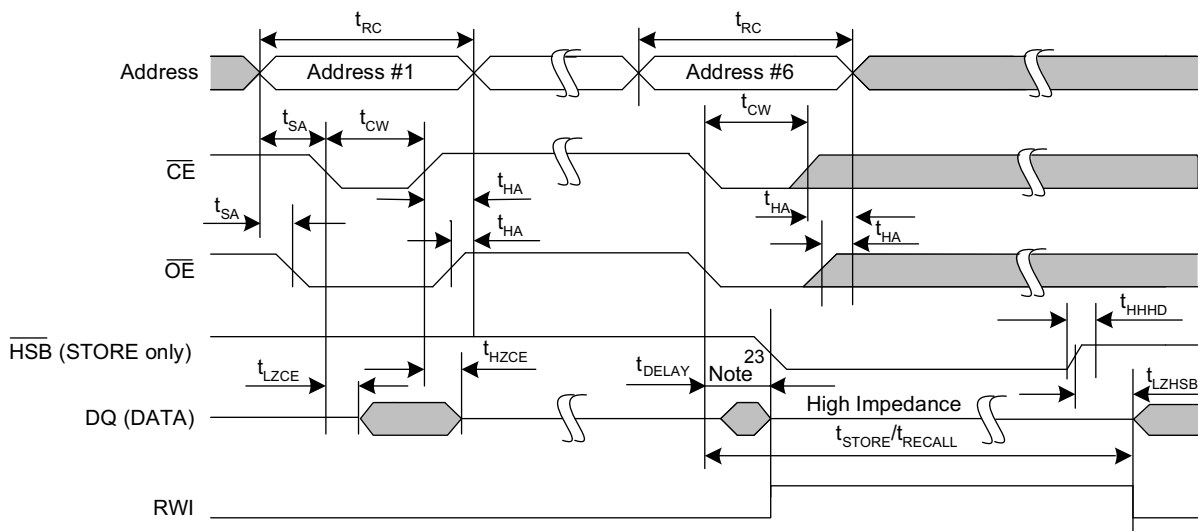 tRC tRC
Address Address #1 Address #6
tSA tCW tCW
CE
tHA
tSA tHA
tHA tHA
OE
tHHHD
HSB (STORE only)
tLZCE tHZCE tDELAY Note 23 tLZHSB
DQ (DATA) High Impedance
tSTORE/tRECALL
RWI